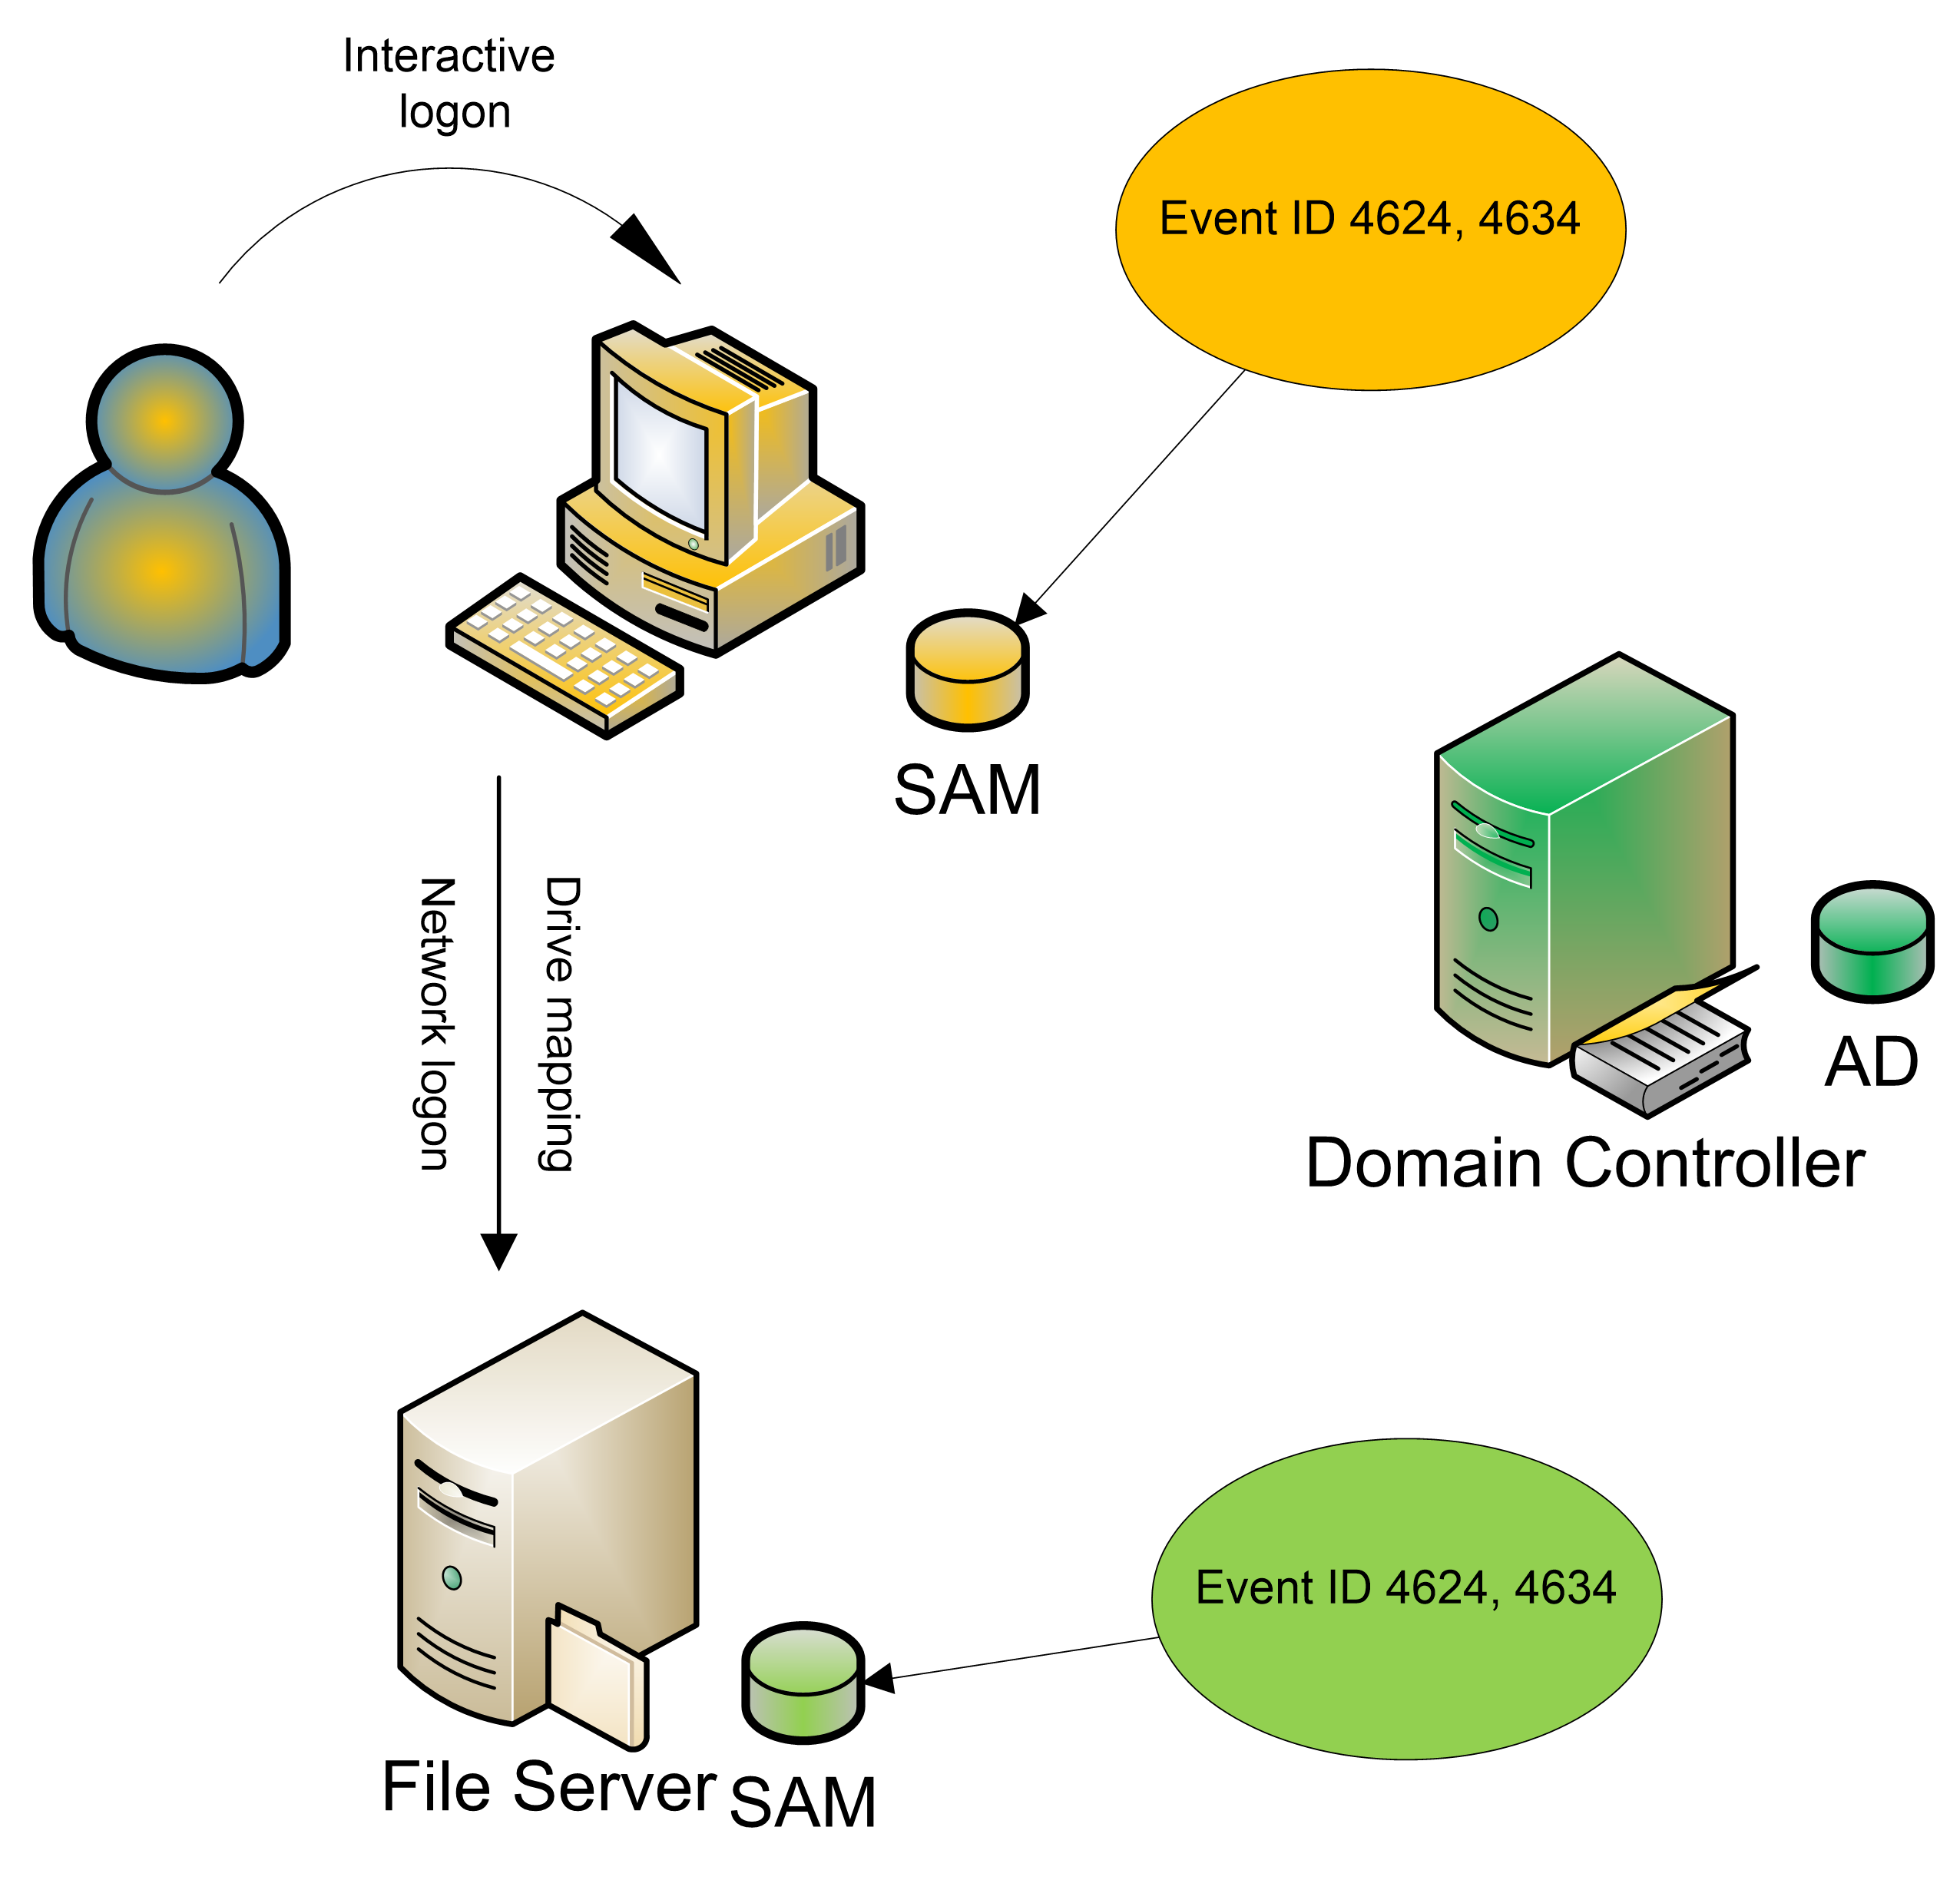 Interactive
logon
Event ID 4624, 4634
SAM
Network logon
Drive mapping
AD
Domain Controller
Event ID 4624, 4634
File Server
SAM